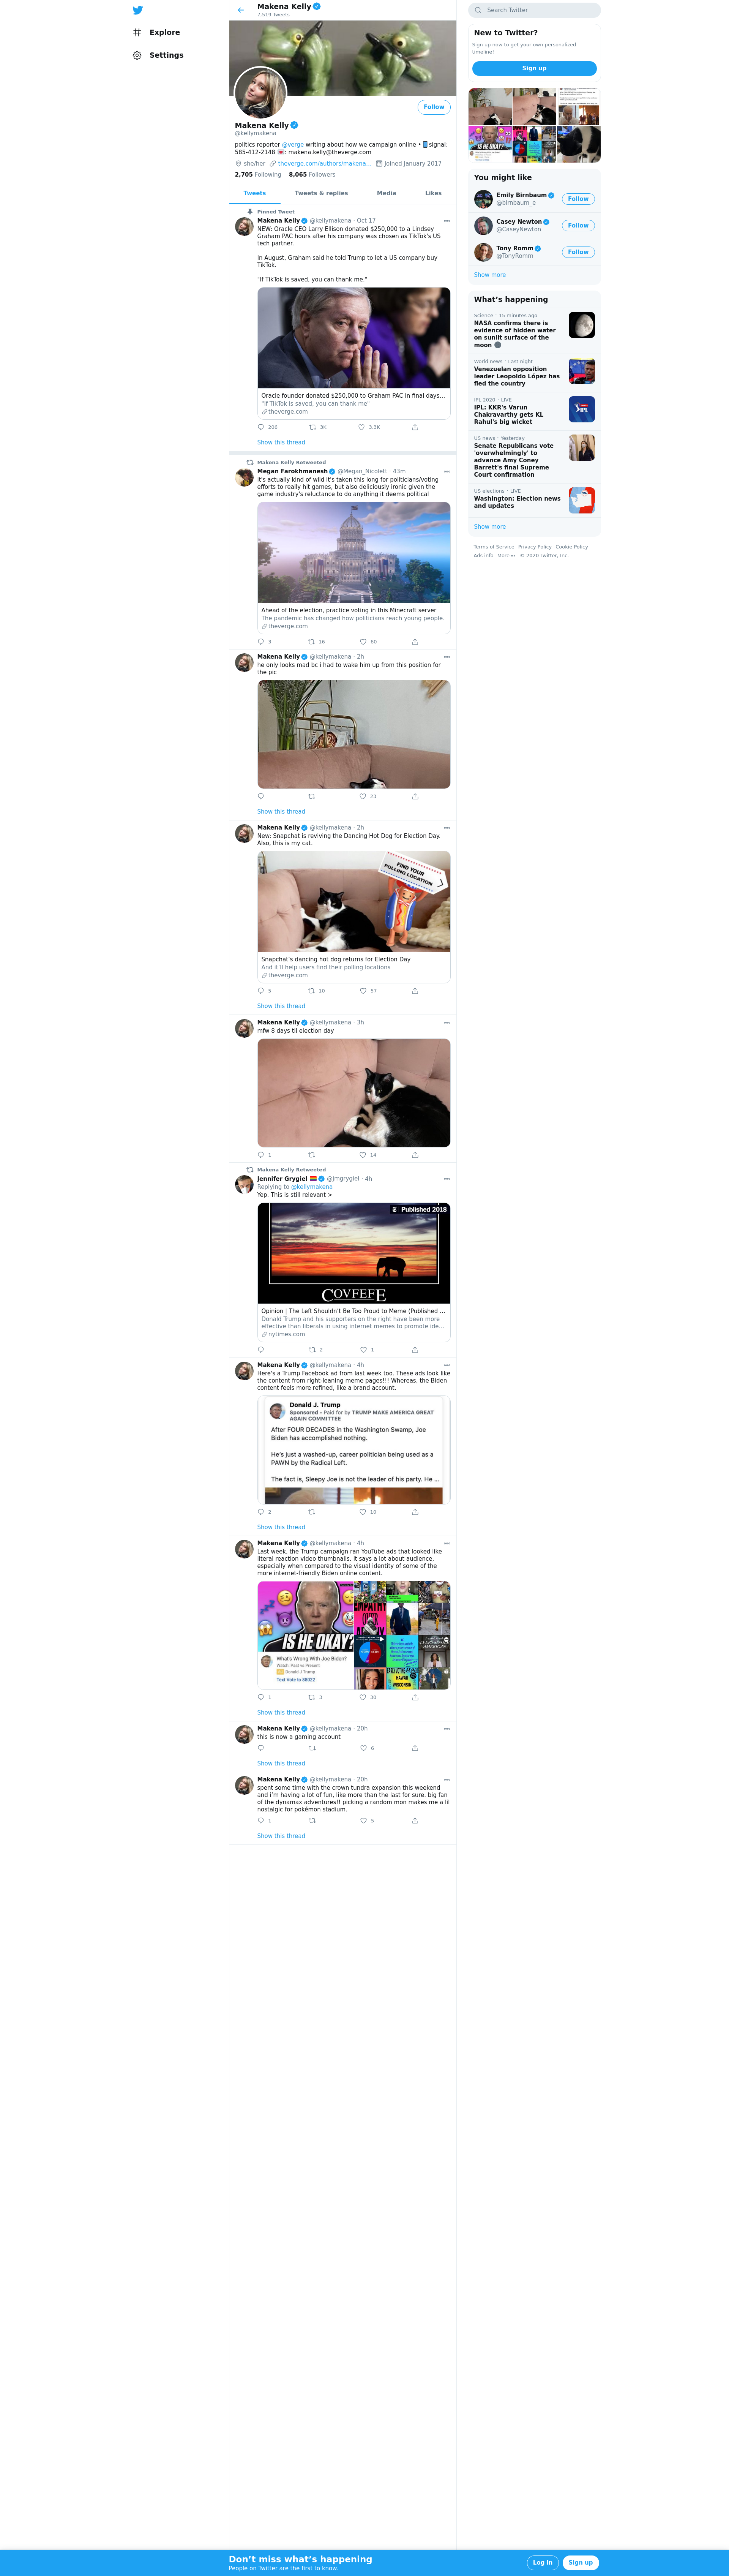 Explore
Settings
Makena Kelly
7,519 Tweets
Follow
Makena Kelly
@kellymakena
politics reporter @verge writing about how we campaign online • signal:
585-412-2148 : makena.kelly@theverge.com
she/her theverge.com/authors/makena… Joined January 2017
2,705 Following 8,065 Followers
Tweets Tweets & replies Media Likes
Pinned Tweet
Makena Kelly @kellymakena · Oct 17
NEW: Oracle CEO Larry Ellison donated $250,000 to a Lindsey
Graham PAC hours after his company was chosen as TikTok's US
tech partner.
In August, Graham said he told Trump to let a US company buy
TikTok.
"If TikTok is saved, you can thank me."
Oracle founder donated $250,000 to Graham PAC in final days…
"If TikTok is saved, you can thank me"
theverge.com
206 3K 3.3K
Show this thread
Makena Kelly Retweeted
Megan Farokhmanesh @Megan_Nicolett · 43m
it's actually kind of wild it's taken this long for politicians/voting
efforts to really hit games, but also deliciously ironic given the
game industry's reluctance to do anything it deems political
Ahead of the election, practice voting in this Minecraft server
The pandemic has changed how politicians reach young people.
theverge.com
3 16 60
Makena Kelly @kellymakena · 2h
he only looks mad bc i had to wake him up from this position for
the pic
23
Show this thread
Makena Kelly @kellymakena · 2h
New: Snapchat is reviving the Dancing Hot Dog for Election Day.
Also, this is my cat.
FIND YOUR
POLLING LOCATION
Snapchat's dancing hot dog returns for Election Day
And it'll help users find their polling locations
theverge.com
5 10 57
Show this thread
Makena Kelly @kellymakena · 3h
mfw 8 days til election day
1 14
Makena Kelly Retweeted
Jennifer Grygiel @jmgrygiel · 4h
Replying to @kellymakena
Yep. This is still relevant >
Published 2018
COVFEFE
Opinion | The Left Shouldn't Be Too Proud to Meme (Published …
Donald Trump and his supporters on the right have been more
effective than liberals in using internet memes to promote ide…
nytimes.com
2 1
Makena Kelly @kellymakena · 4h
Here's a Trump Facebook ad from last week too. These ads look like
the content from right-leaning meme pages!!! Whereas, the Biden
content feels more refined, like a brand account.
Donald J. Trump
Sponsored • Paid for by TRUMP MAKE AMERICA GREAT
AGAIN COMMITTEE
After FOUR DECADES in the Washington Swamp, Joe
Biden has accomplished nothing.
He's just a washed-up, career politician being used as a
PAWN by the Radical Left.
The fact is, Sleepy Joe is not the leader of his party. He ...
2 10
Show this thread
Makena Kelly @kellymakena · 4h
Last week, the Trump campaign ran YouTube ads that looked like
literal reaction video thumbnails. It says a lot about audience,
especially when compared to the visual identity of some of the
more internet-friendly Biden online content.
IS HE OKAY?
What's Wrong With Joe Biden?
Watch: Past vs Present
Donald J Trump
Text Vote to 88022
EMPATHY
EARLY VOTING
HAWAII
WISCONSIN
1 3 30
Show this thread
Makena Kelly @kellymakena · 20h
this is now a gaming account
6
Show this thread
Makena Kelly @kellymakena · 20h
spent some time with the crown tundra expansion this weekend
and i'm having a lot of fun, like more than the last for sure. big fan
of the dynamax adventures!! picking a random mon makes me a lil
nostalgic for pokémon stadium.
1 5
Show this thread
Search Twitter
New to Twitter?
Sign up now to get your own personalized
timeline!
Sign up
IS HE OKAY?
You might like
Emily Birnbaum
@birnbaum_e
Follow
Casey Newton
@CaseyNewton
Follow
Tony Romm
@TonyRomm
Follow
Show more
What's happening
Science · 15 minutes ago
NASA confirms there is
evidence of hidden water
on sunlit surface of the
moon
World news · Last night
Venezuelan opposition
leader Leopoldo López has
fled the country
IPL 2020 · LIVE
IPL: KKR's Varun
Chakravarthy gets KL
Rahul's big wicket
IPL
US news · Yesterday
Senate Republicans vote
'overwhelmingly' to
advance Amy Coney
Barrett's final Supreme
Court confirmation
US elections · LIVE
Washington: Election news
and updates
Show more
Terms of Service Privacy Policy Cookie Policy
Ads info More © 2020 Twitter, Inc.
Don't miss what's happening
People on Twitter are the first to know.
Log in Sign up